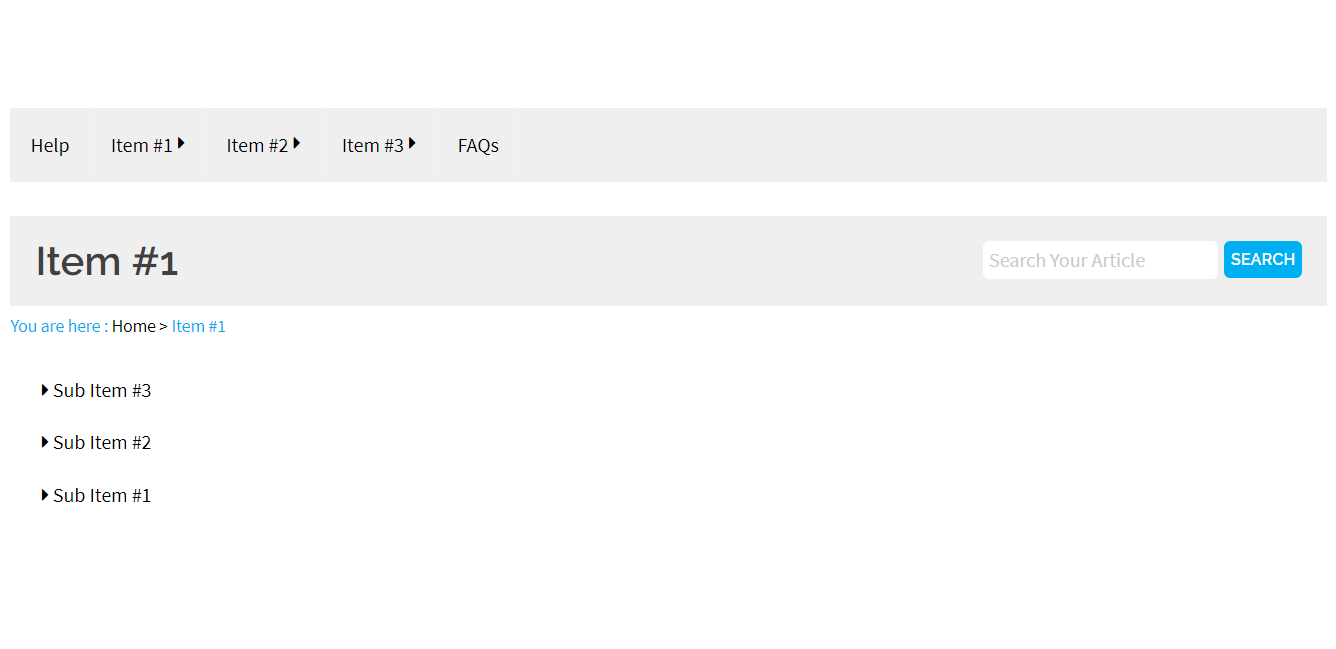 Help Item #1 Item #2 Item #3 FAQs
Item #1 Search Your Article SEARCH
You are here : Home > Item #1
Sub Item #3
Sub Item #2
Sub Item #1